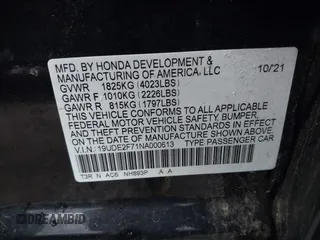 MFD. BY HONDA DEVELOPMENT &
MANUFACTURING OF AMERICA, LLC 10/21
GVWR 1825KG (4023LBS)
GAWR F 1010KG (2226LBS)
GAWR R 815KG (1797LBS)
THIS VEHICLE CONFORMS TO ALL APPLICABLE
FEDERAL MOTOR VEHICLE SAFETY, BUMPER,
AND THEFT PREVENTION STANDARDS IN EFFECT
ON THE DATE OF MANUFACTURE SHOWN ABOVE.
V.I.N.: 19UDE2F71NA000613 TYPE PASSENGER CAR
T3R N AC6 NH893P A A
DREAMBID